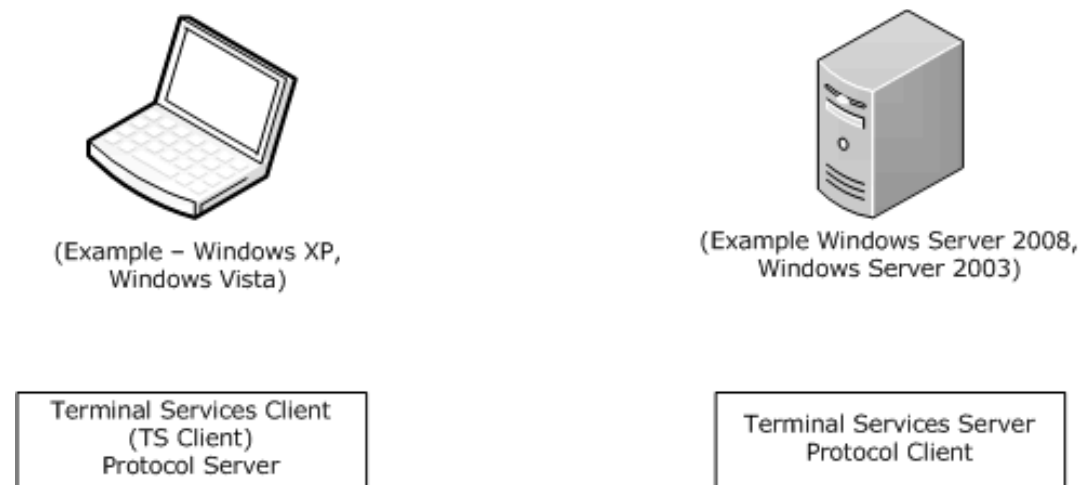 (Example – Windows XP,
Windows Vista)
(Example Windows Server 2008,
Windows Server 2003)
Terminal Services Client
(TS Client)
Protocol Server
Terminal Services Server
Protocol Client